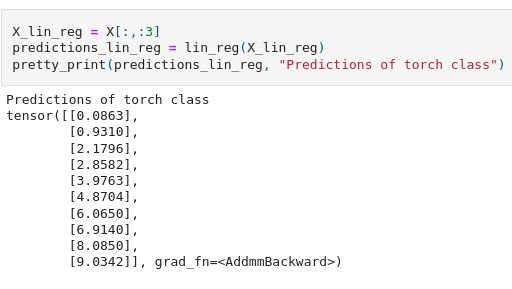 X_lin_reg = X[:,:3]
predictions_lin_reg = lin_reg(X_lin_reg)
pretty_print(predictions_lin_reg, "Predictions of torch class")
Predictions of torch class
tensor([[0.0863],
        [0.9310],
        [2.1796],
        [2.8582],
        [3.9763],
        [4.8704],
        [6.0650],
        [6.9140],
        [8.0850],
        [9.0342]], grad_fn=<AddmmBackward>)